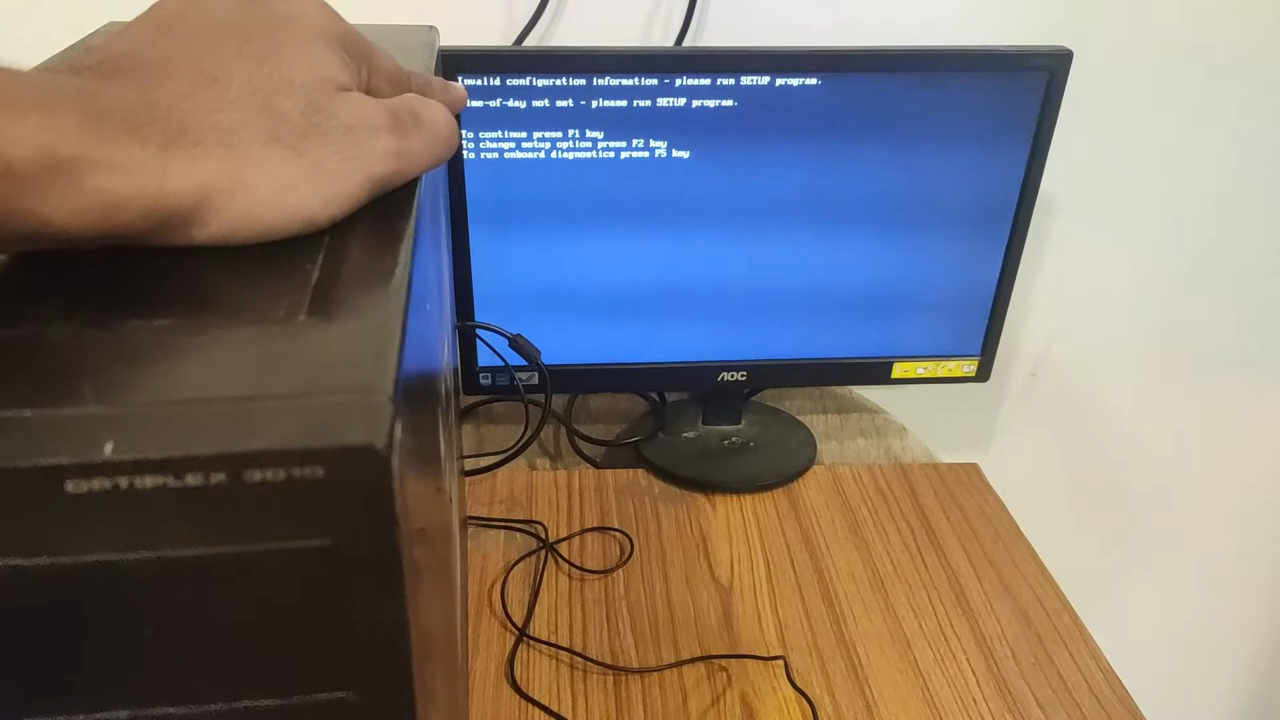 Invalid configuration information - please run SETUP program.
ime-of-day not set - please run SETUP program.
To continue press F1 key
To change setup option press F2 key
To run onboard diagnostics press F5 key
AOC
OPTIPLEX 3010